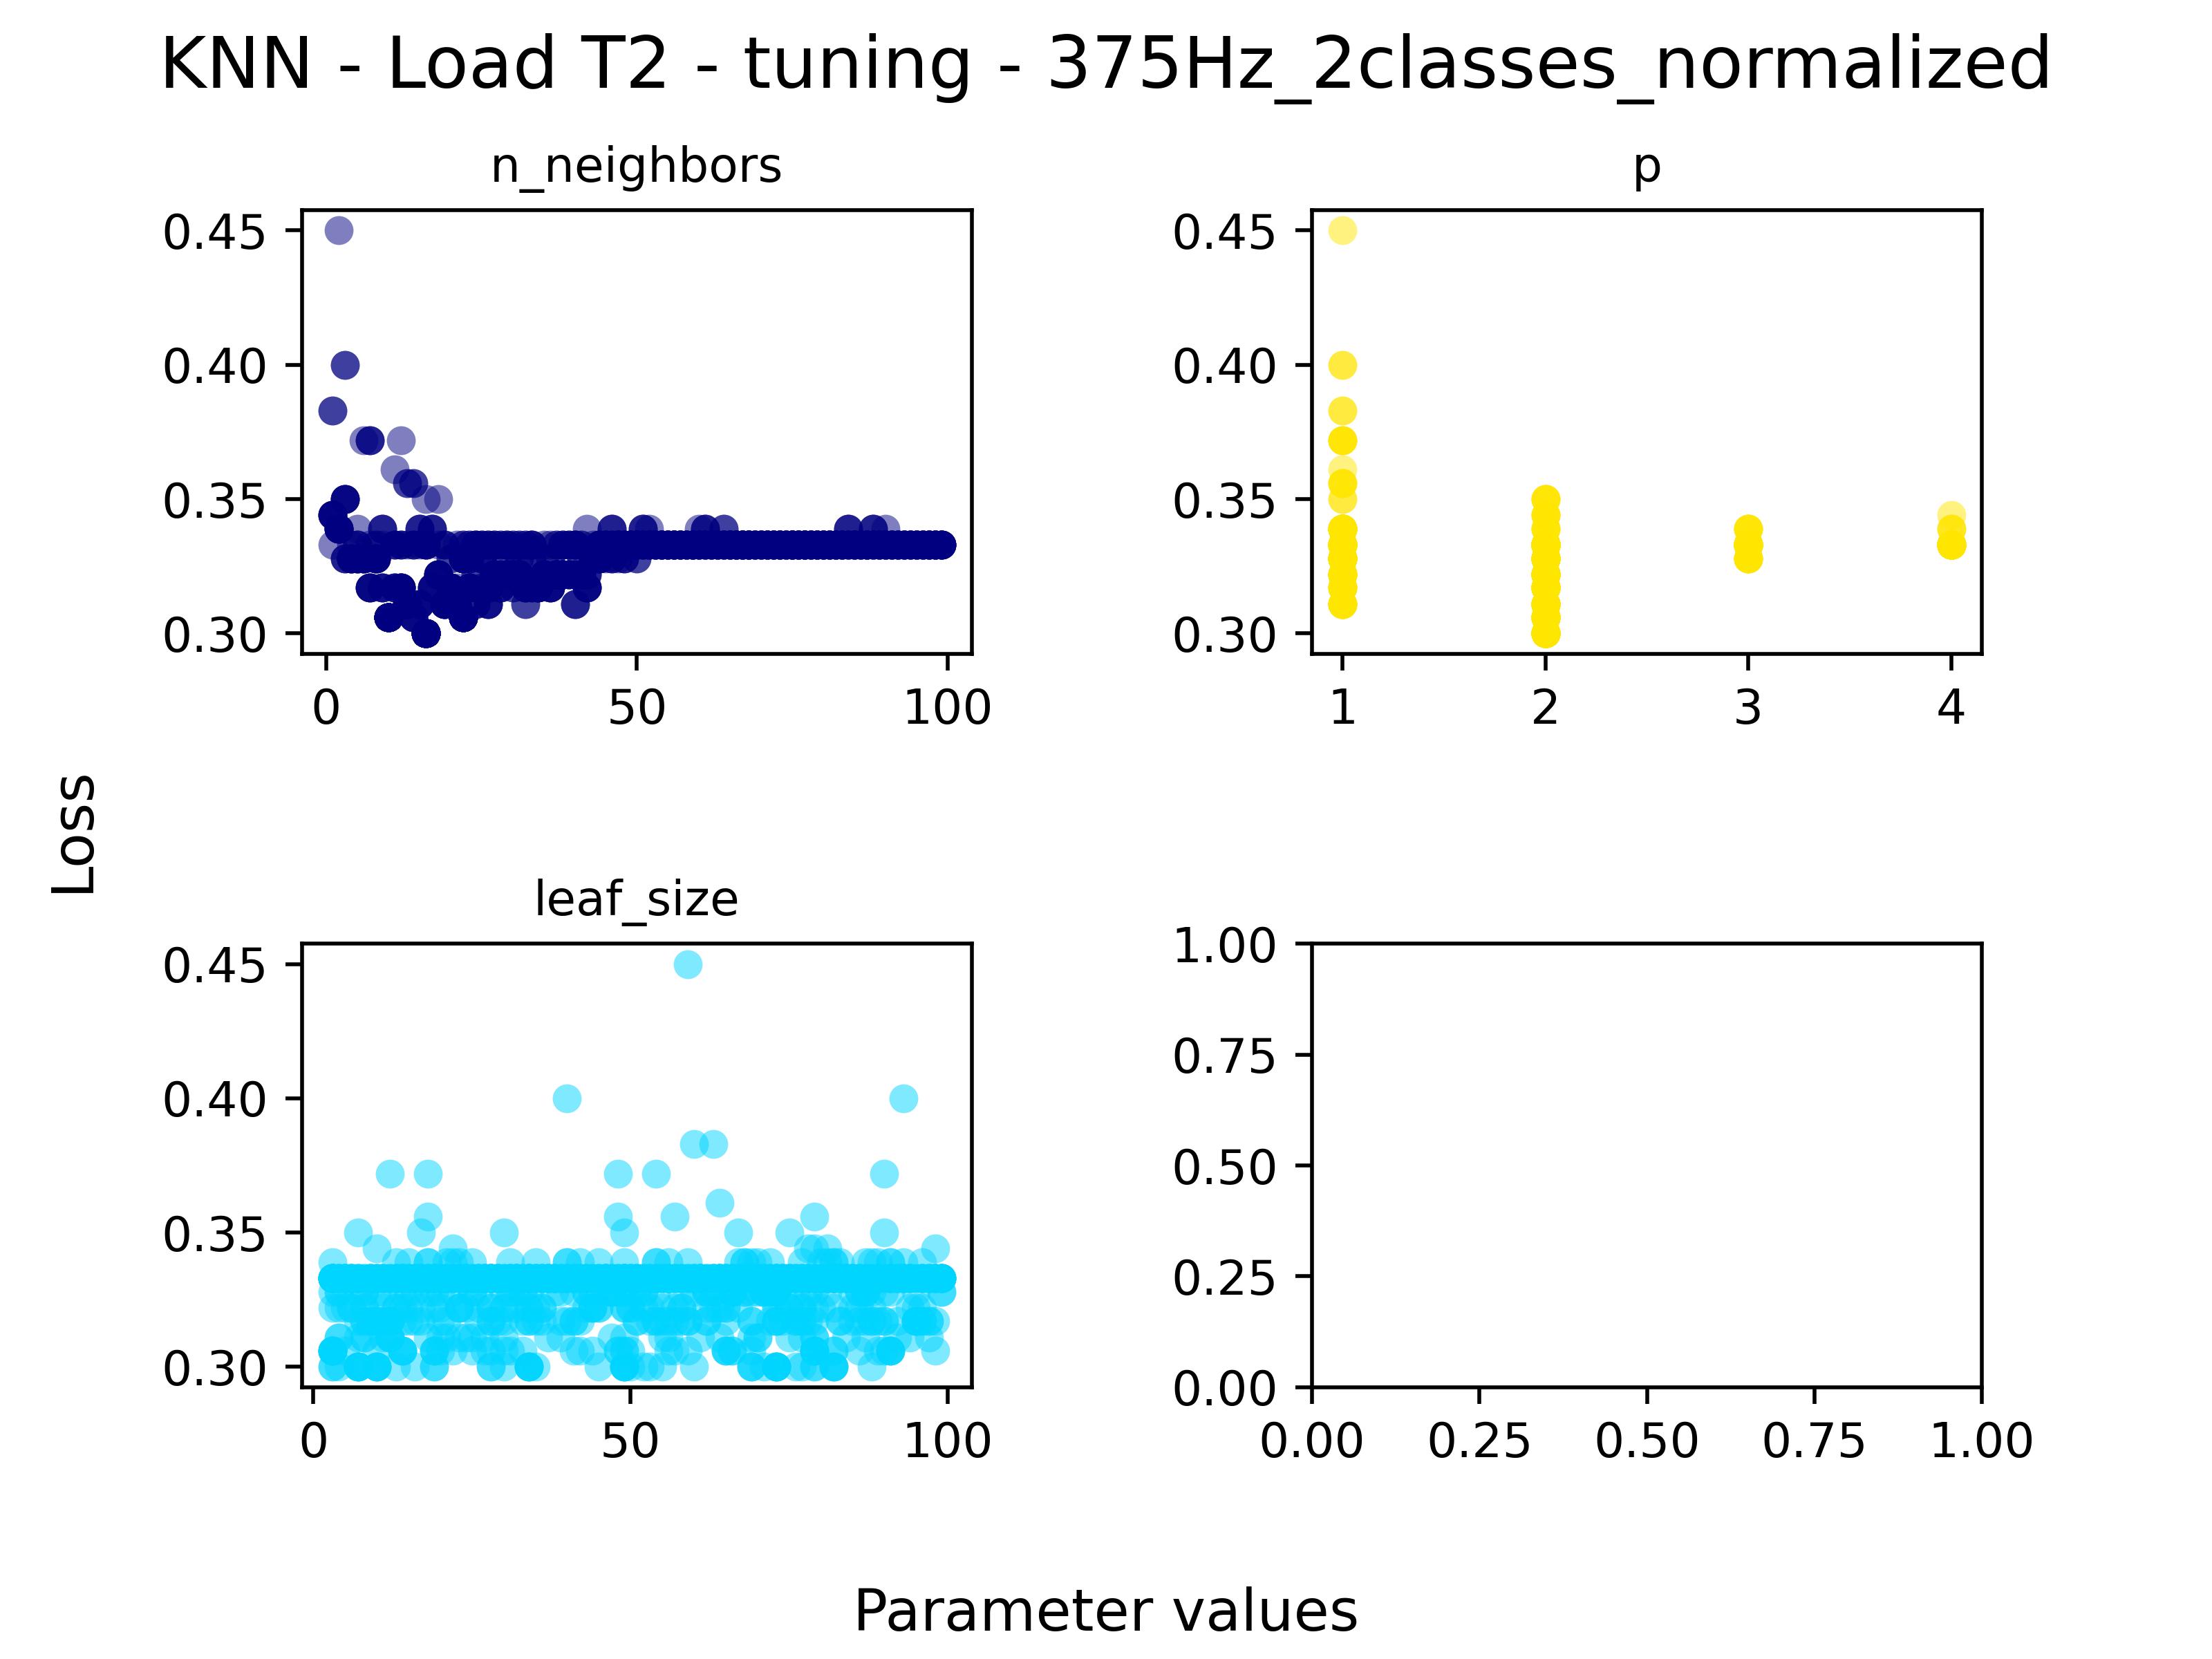 KNN - Load T2 - tuning - 375Hz_2classes_normalized
n_neighbors
0.45
0.40
0.35
0.30
0 50 100
p
0.45
0.40
0.35
0.30
1 2 3 4
Loss
leaf_size
0.45
0.40
0.35
0.30
0 50 100
1.00
0.75
0.50
0.25
0.00
0.00 0.25 0.50 0.75 1.00
Parameter values